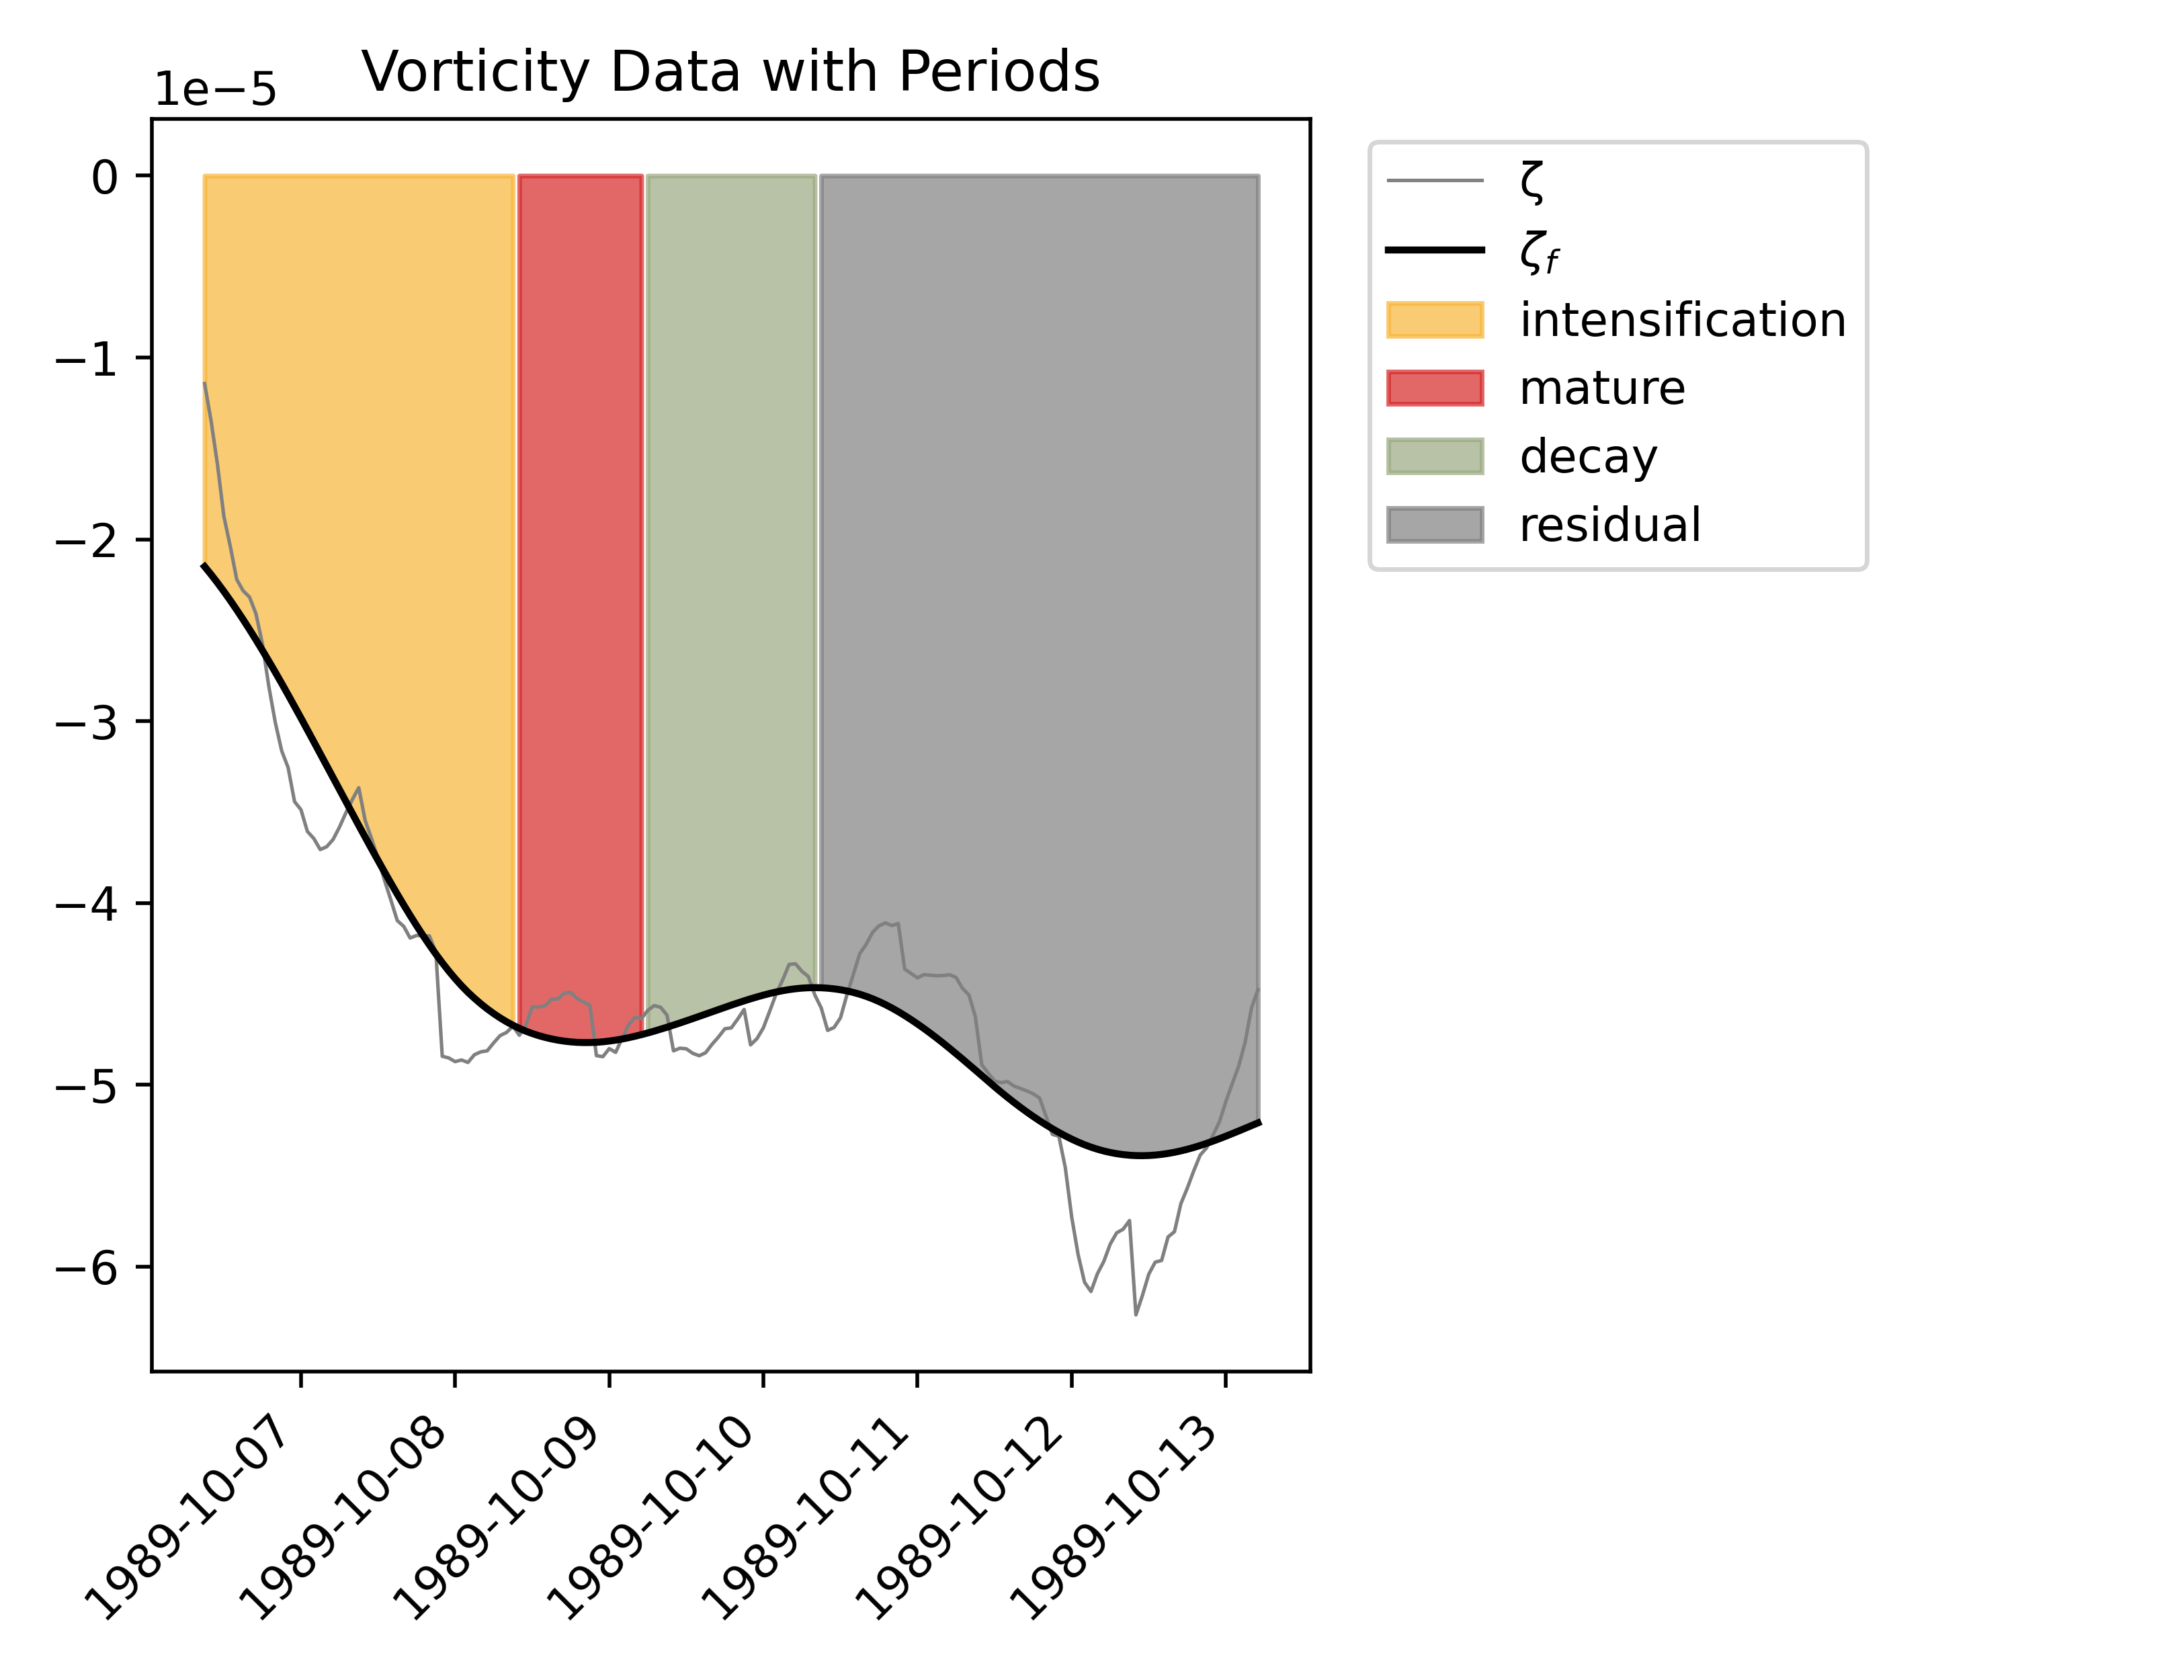 Vorticity Data with Periods
1e−5
0
−1
−2
−3
−4
−5
−6
1989-10-07
1989-10-08
1989-10-09
1989-10-10
1989-10-11
1989-10-12
1989-10-13
ζ
ζf
intensification
mature
decay
residual